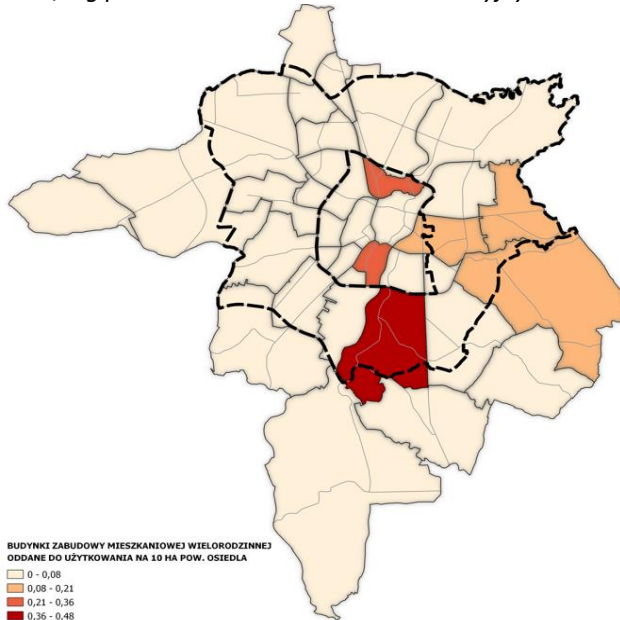 BUDYNKI ZABUDOWY MIESZKANIOWEJ WIELORODZINNEJ
ODDANE DO UŻYTKOWANIA NA 10 HA POW. OSIEDLA
0 - 0,08
0,08 - 0,21
0,21 - 0,36
0,36 - 0,48